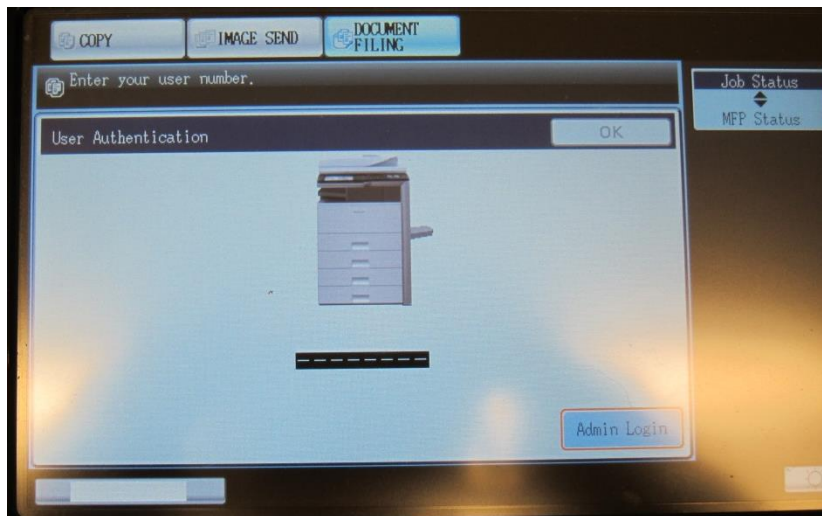 COPY
IMAGE SEND
DOCUMENT
FILING
Enter your user number.
Job Status
MFP Status
User Authentication
OK
--------
Admin Login